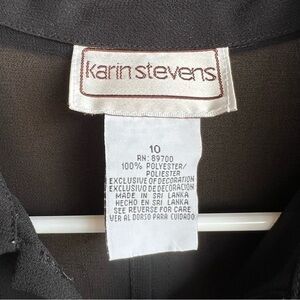 karin stevens
10
RN: 69700
100% POLYESTER/
POLIESTER
EXCLUSIVE OF DECORATION
EXCLUSIVO DE DECORACION
MADE IN SRI LANKA
HECHO EN SRI LANKA
SEE REVERSE FOR CARE
VER AL DORSO PARA CUIDADO